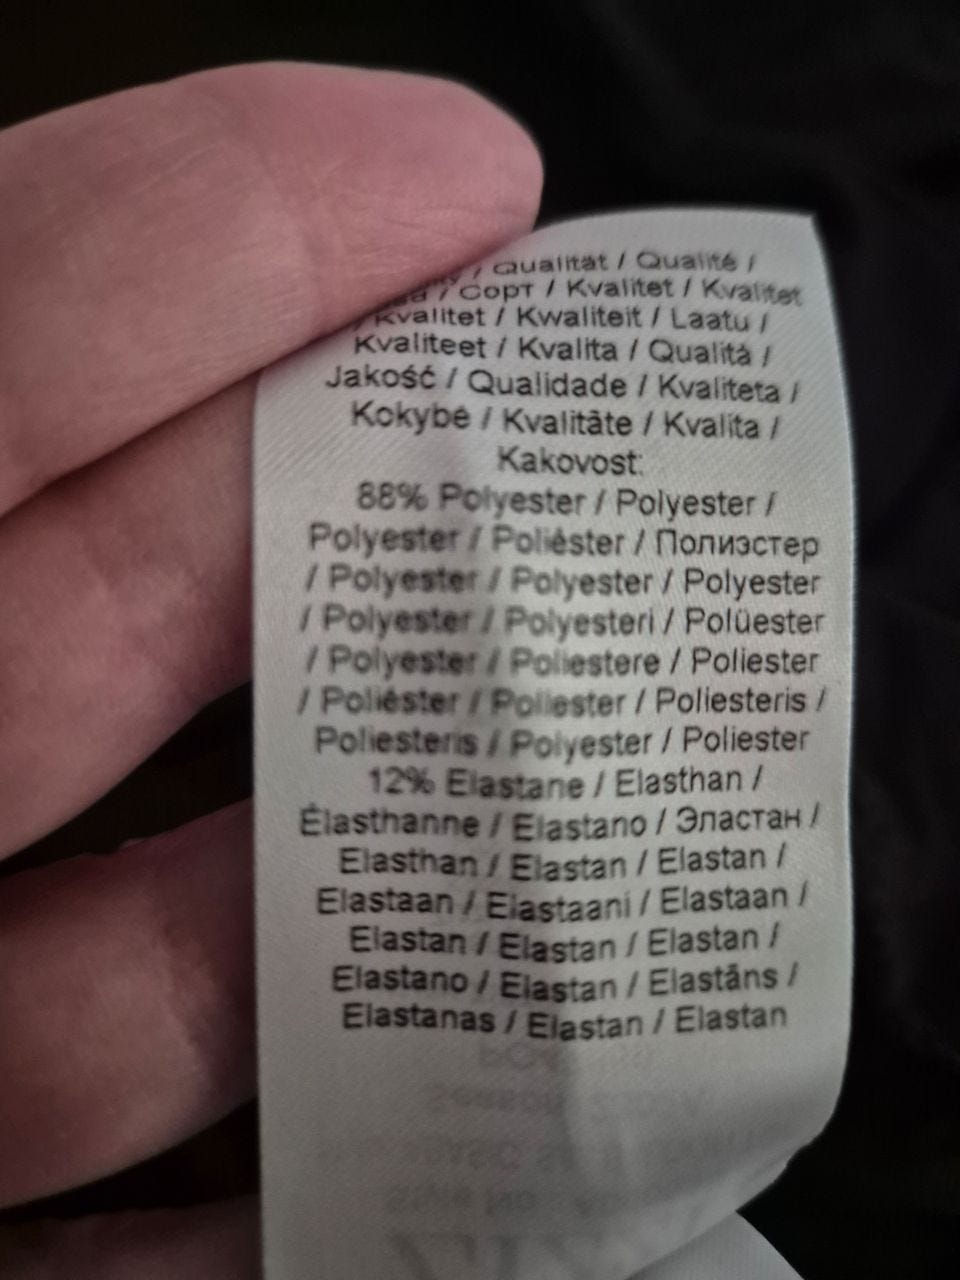 / Qualität / Qualité /
/ Сорт / Kvalitet / Kvalitet
/ Kvalitet / Kwaliteit / Laatu /
Kvaliteet / Kvalita / Qualità /
Jakość / Qualidade / Kvaliteta /
Kokybė / Kvalitāte / Kvalita /
Kakovost:
88% Polyester / Polyester /
Polyester / Poliéster / Полиэстер
/ Polyester / Polyester / Polyester
/ Polyester / Polyesteri / Polüester
/ Polyester / Poliestere / Poliester
/ Poliéster / Poliester / Poliesteris /
Poliesteris / Polyester / Poliester
12% Elastane / Elasthan /
Élasthanne / Elastano / Эластан /
Elasthan / Elastan / Elastan /
Elastaan / Elastaani / Elastaan /
Elastan / Elastan / Elastan /
Elastano / Elastan / Elastāns /
Elastanas / Elastan / Elastan